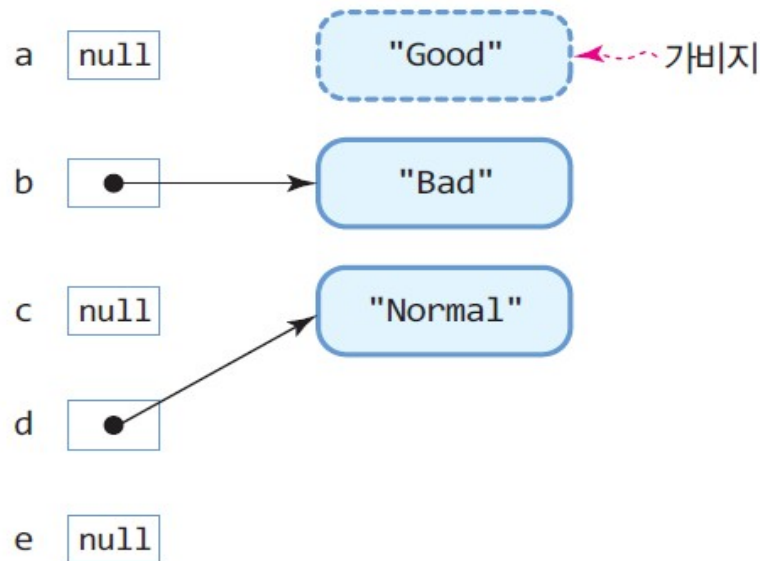 a null "Good" 가비지
b "Bad"
c null "Normal"
d
e null